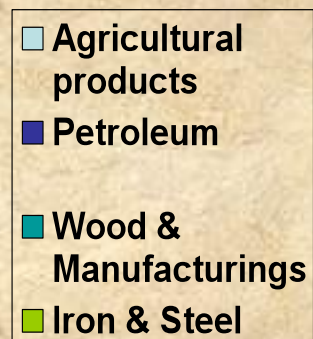 Agricultural
products
Petroleum
Wood &
Manufacturings
Iron & Steel